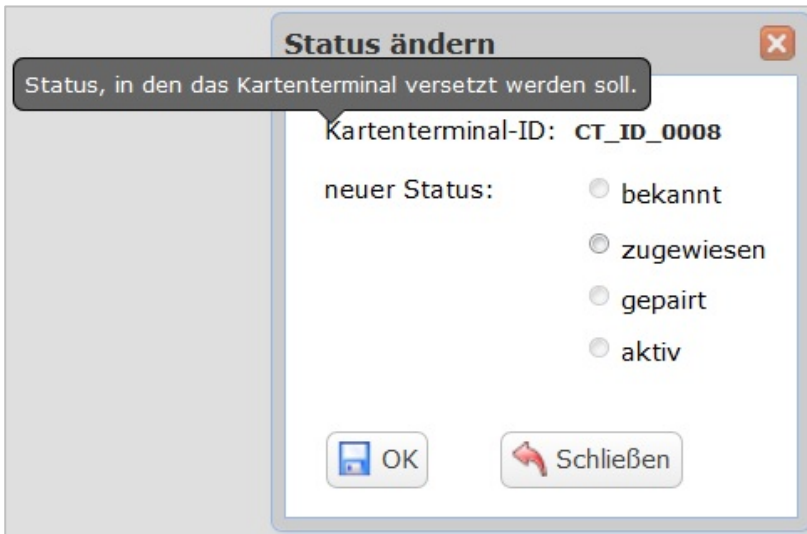 Status ändern
Status, in den das Kartenterminal versetzt werden soll.
Kartenterminal-ID: CT_ID_0008
neuer Status:
bekannt
zugewiesen
gepairt
aktiv
OK
Schließen